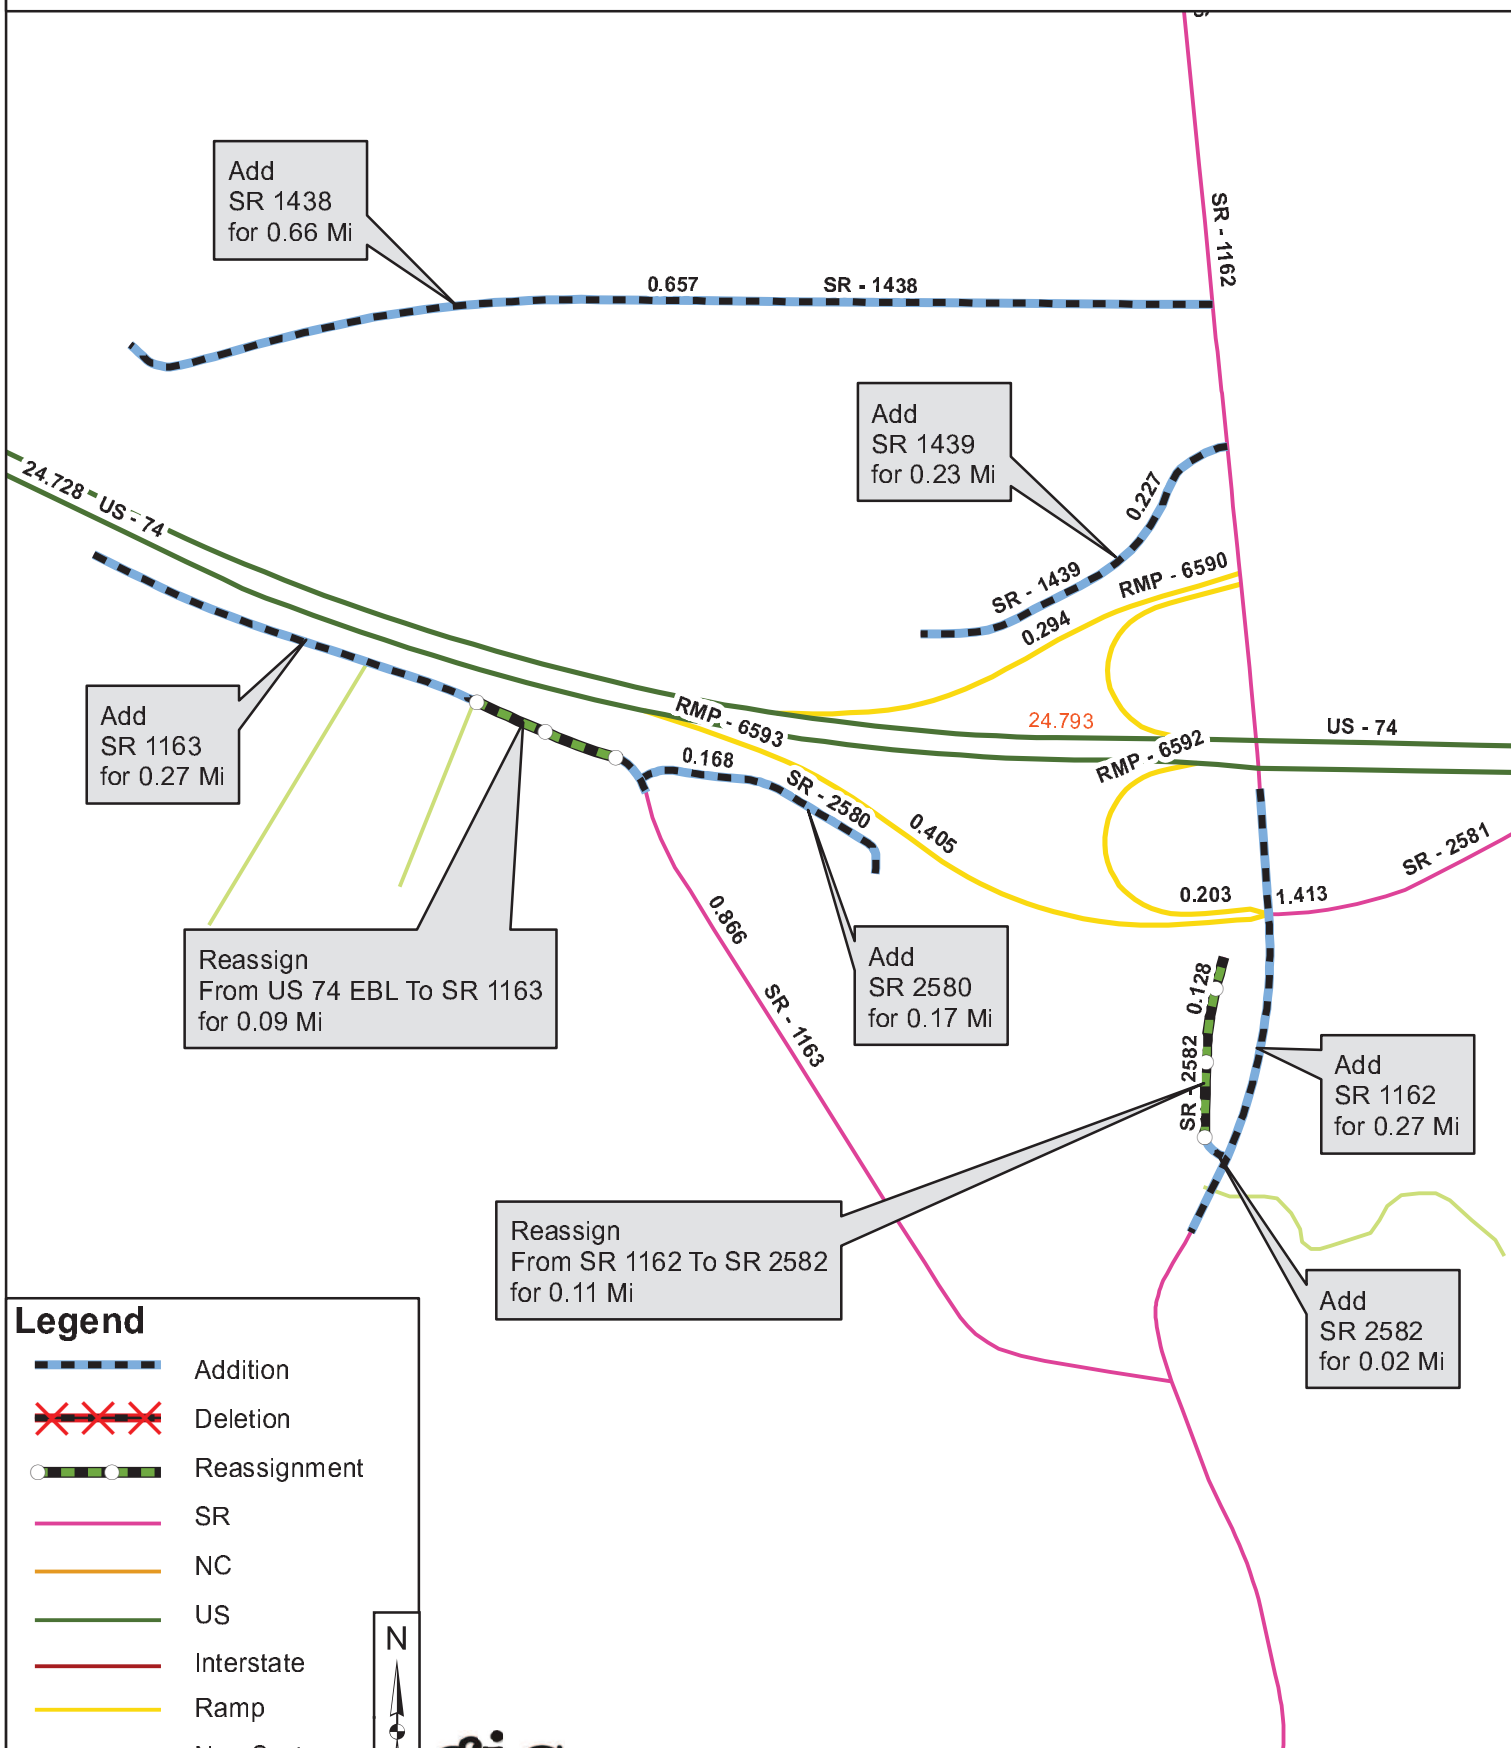 Add
SR 1438
for 0.66 Mi
SR - 1162
0.657
SR - 1438
Add
SR 1439
for 0.23 Mi
0.227
24.728
US - 74
SR - 1439
RMP - 6590
0.294
Add
SR 1163
for 0.27 Mi
RMP - 6593
24.793
US - 74
RMP - 6592
0.168
SR - 2580
0.405
SR - 2581
0.203
1.413
0.866
SR - 1163
Reassign
From US 74 EBL To SR 1163
for 0.09 Mi
Add
SR 2580
for 0.17 Mi
0.128
SR - 2582
Add
SR 1162
for 0.27 Mi
Reassign
From SR 1162 To SR 2582
for 0.11 Mi
Add
SR 2582
for 0.02 Mi
Legend
Addition
Deletion
Reassignment
SR
NC
US
Interstate
Ramp
N